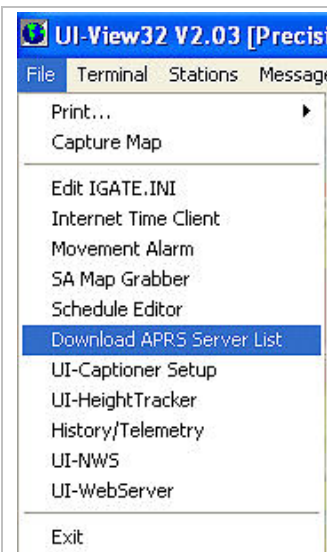 UI-View32 V2.03 [Precis
File Terminal Stations Message
Print...
Capture Map
Edit IGATE.INI
Internet Time Client
Movement Alarm
SA Map Grabber
Schedule Editor
Download APRS Server List
UI-Captioner Setup
UI-HeightTracker
History/Telemetry
UI-NWS
UI-WebServer
Exit